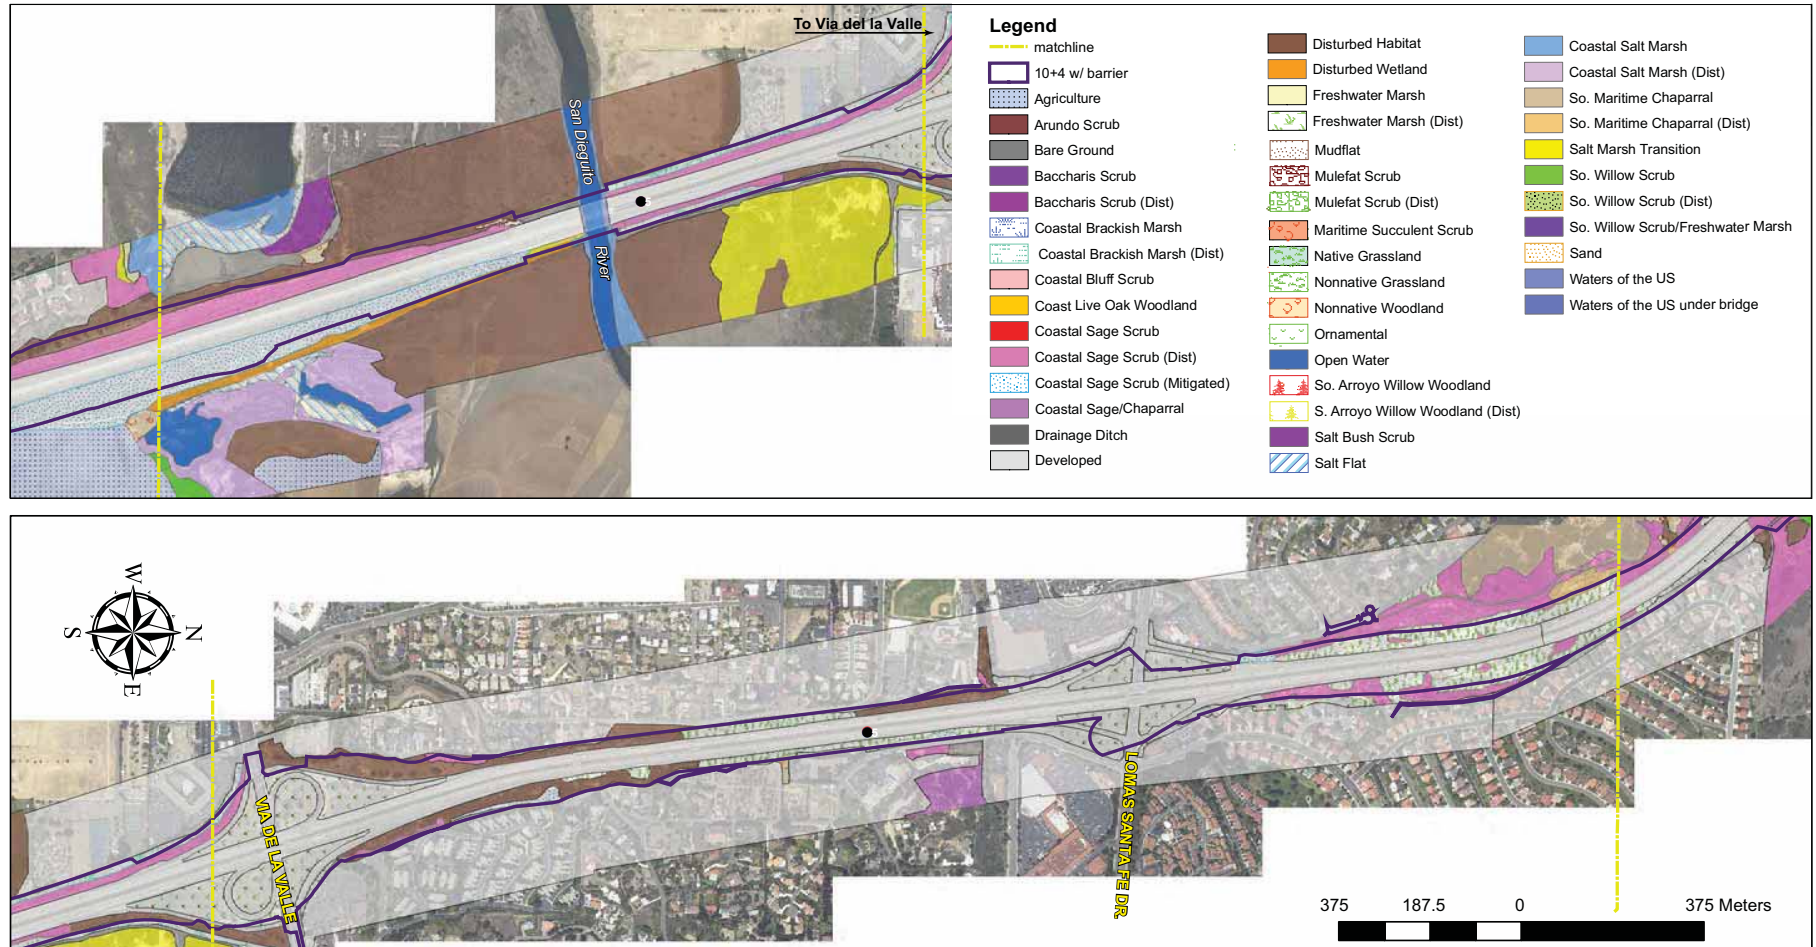 To Via del la Valle
San Dieguito
River
Legend
matchline
10+4 w/ barrier
Agriculture
Arundo Scrub
Bare Ground
Baccharis Scrub
Baccharis Scrub (Dist)
Coastal Brackish Marsh
Coastal Brackish Marsh (Dist)
Coastal Bluff Scrub
Coast Live Oak Woodland
Coastal Sage Scrub
Coastal Sage Scrub (Dist)
Coastal Sage Scrub (Mitigated)
Coastal Sage/Chaparral
Drainage Ditch
Developed
Disturbed Habitat
Disturbed Wetland
Freshwater Marsh
Freshwater Marsh (Dist)
Mudflat
Mulefat Scrub
Mulefat Scrub (Dist)
Maritime Succulent Scrub
Native Grassland
Nonnative Grassland
Nonnative Woodland
Ornamental
Open Water
So. Arroyo Willow Woodland
S. Arroyo Willow Woodland (Dist)
Salt Bush Scrub
Salt Flat
Coastal Salt Marsh
Coastal Salt Marsh (Dist)
So. Maritime Chaparral
So. Maritime Chaparral (Dist)
Salt Marsh Transition
So. Willow Scrub
So. Willow Scrub (Dist)
So. Willow Scrub/Freshwater Marsh
Sand
Waters of the US
Waters of the US under bridge
W
S
N
E
VIA DE LA VALLE
LOMAS SANTA FE DR.
375 187.5 0 375 Meters